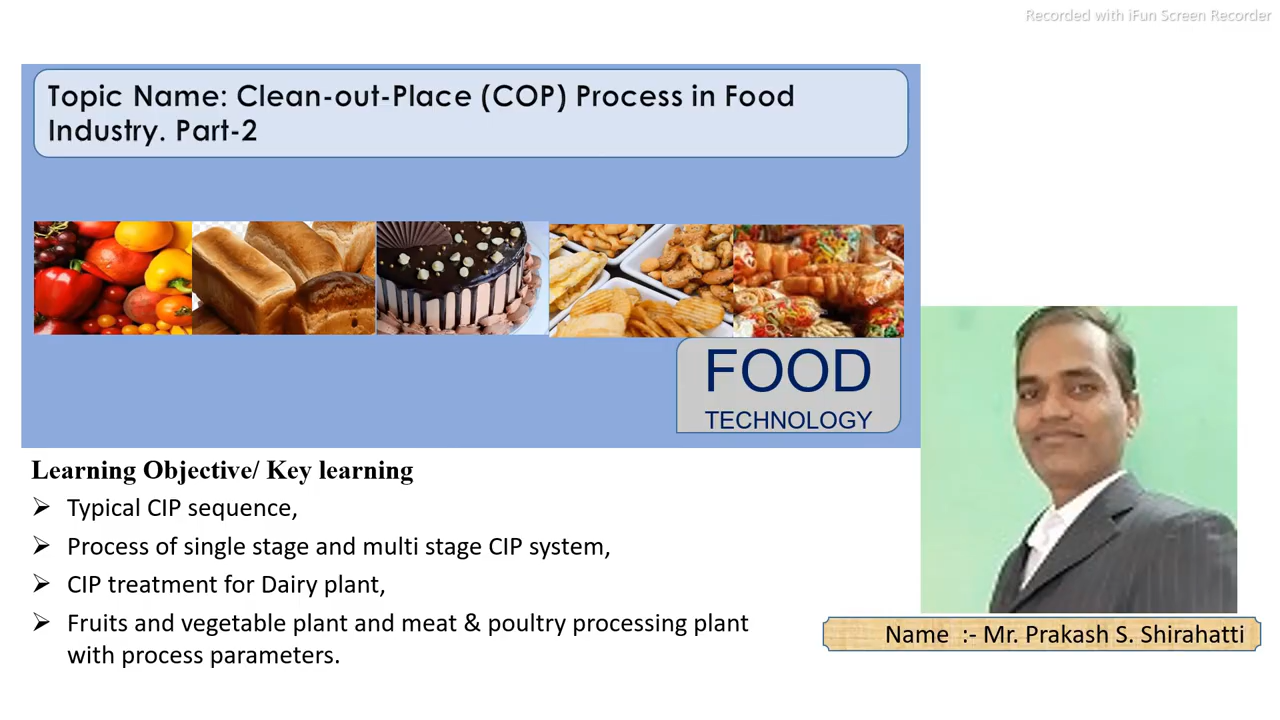 Recorded with iFun Screen Recorder
Topic Name: Clean-out-Place (COP) Process in Food
Industry. Part-2
FOOD
TECHNOLOGY
Learning Objective/ Key learning
➢ Typical CIP sequence,
➢ Process of single stage and multi stage CIP system,
➢ CIP treatment for Dairy plant,
➢ Fruits and vegetable plant and meat & poultry processing plant
with process parameters.
Name :- Mr. Prakash S. Shirahatti